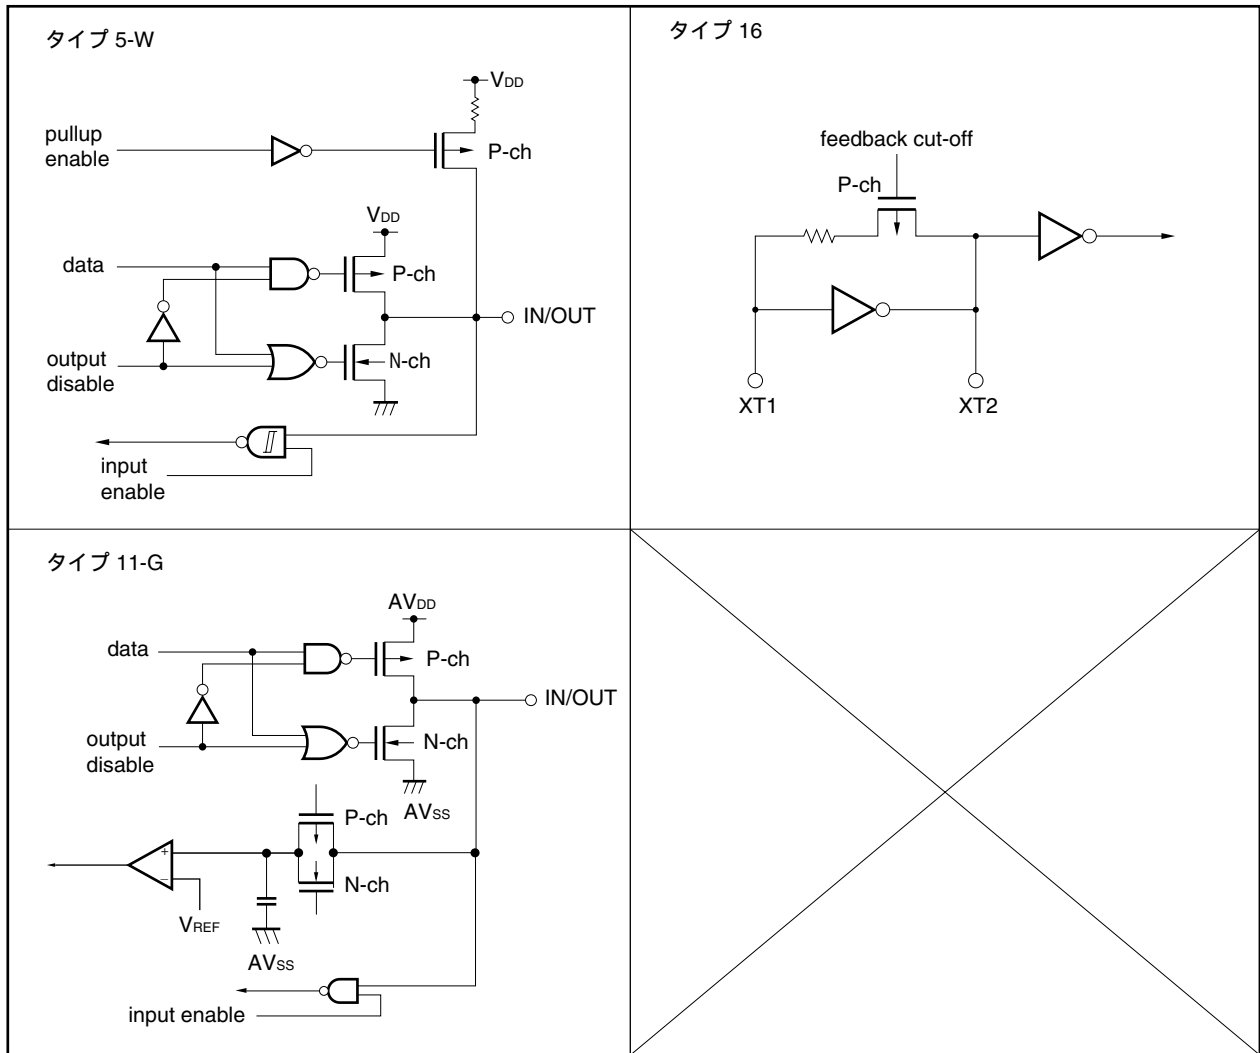 タイプ 5-W
VDD
pullup
enable
P-ch
VDD
data
P-ch
IN/OUT
output
disable
N-ch
input
enable
タイプ 16
feedback cut-off
P-ch
XT1
XT2
タイプ 11-G
AVDD
data
P-ch
IN/OUT
output
disable
N-ch
AVSS
P-ch
+
−
N-ch
VREF
AVSS
input enable